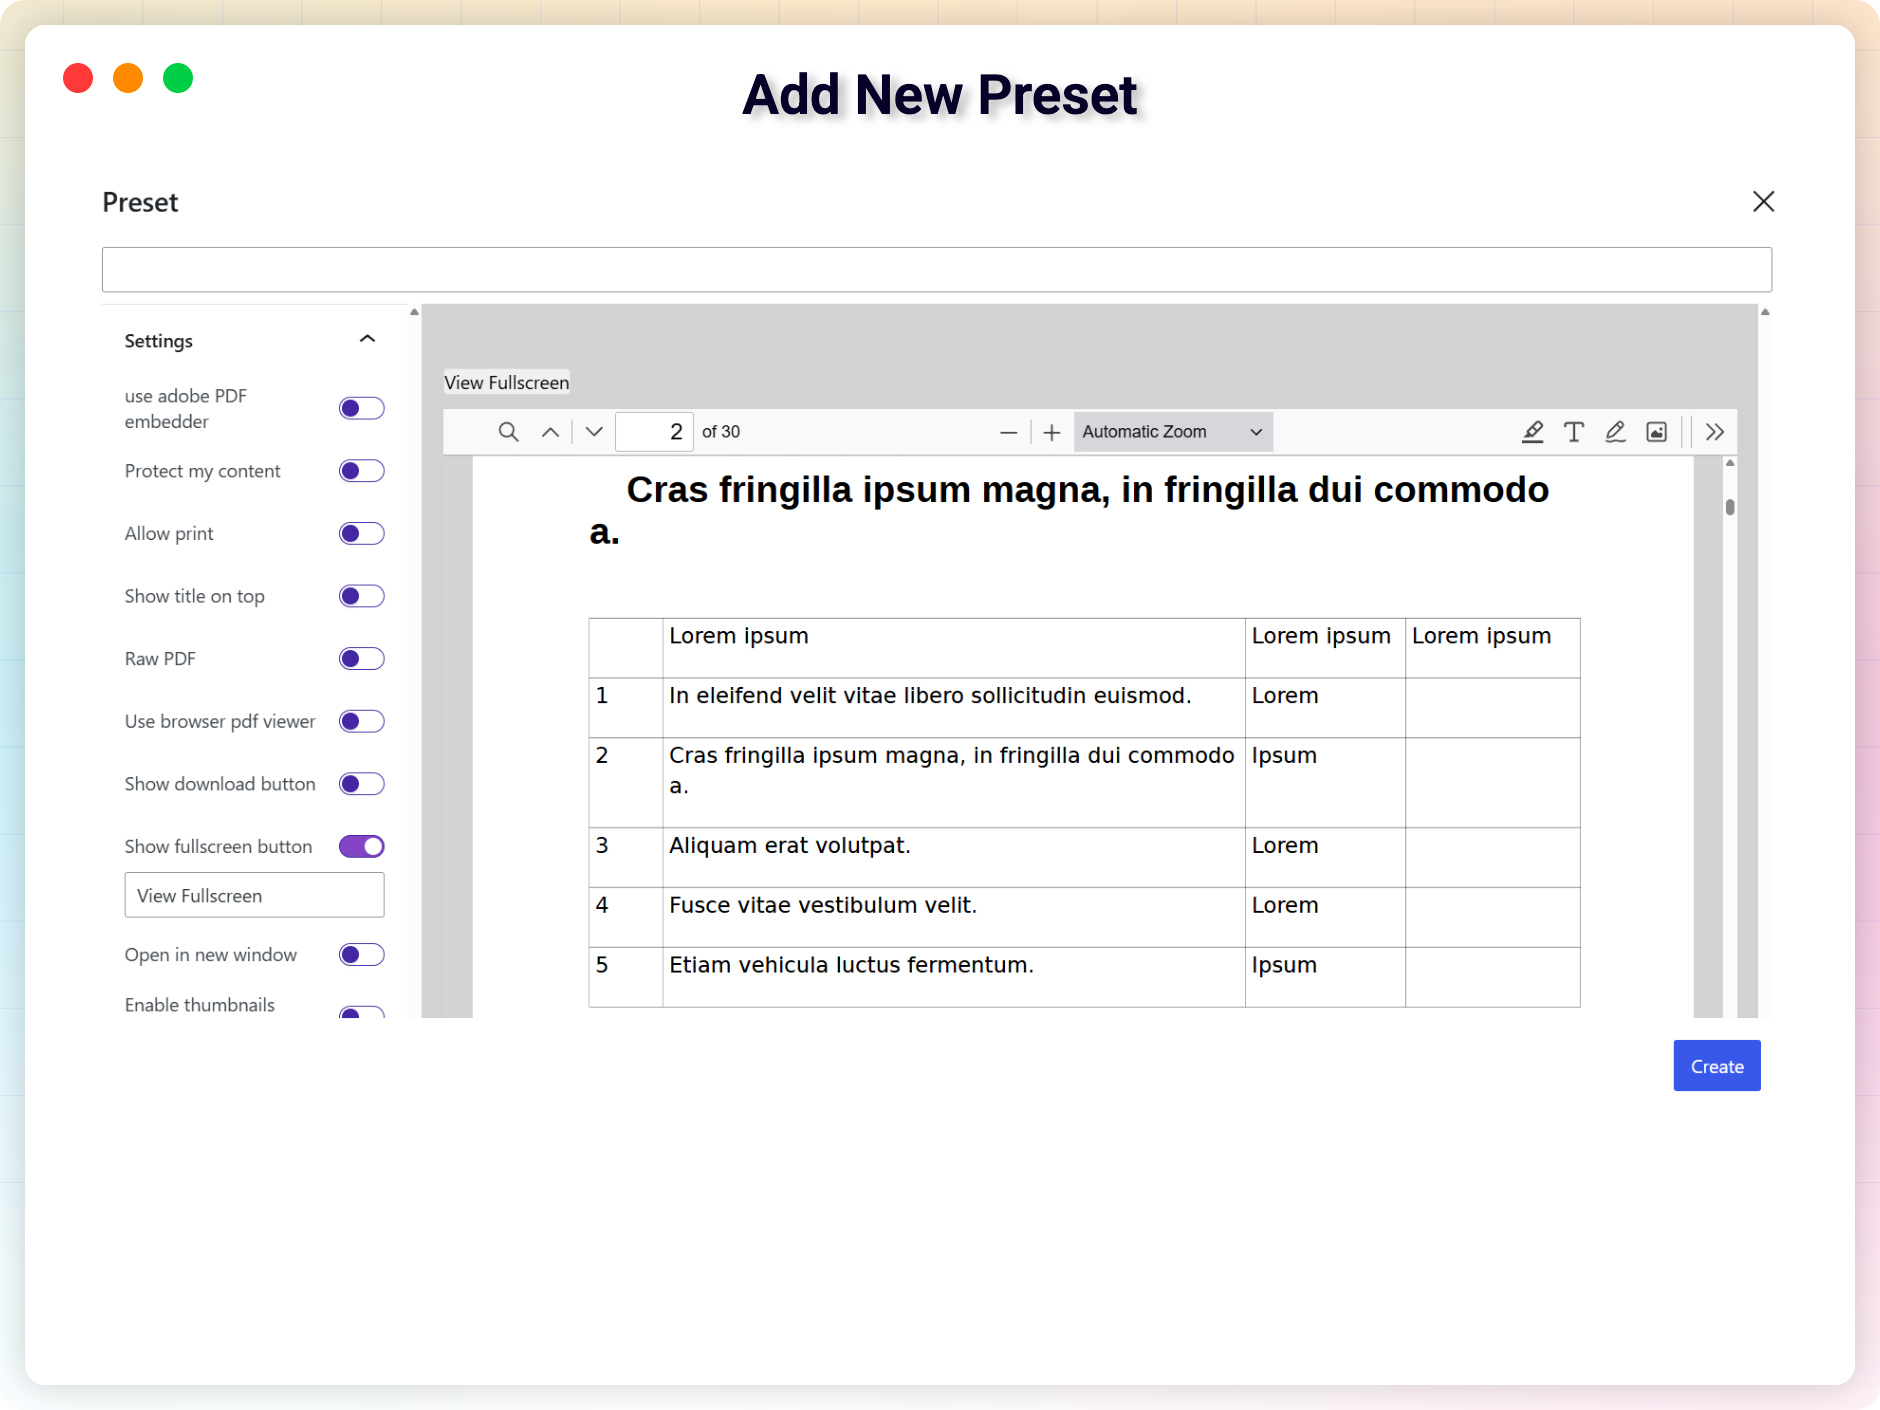 Add New Preset
Preset
Settings
use adobe PDF
embedder
Protect my content
Allow print
Show title on top
Raw PDF
Use browser pdf viewer
Show download button
Show fullscreen button
View Fullscreen
Open in new window
Enable thumbnails
View Fullscreen
2 of 30 Automatic Zoom
Cras fringilla ipsum magna, in fringilla dui commodo
a.
Lorem ipsum Lorem ipsum Lorem ipsum
1 In eleifend velit vitae libero sollicitudin euismod. Lorem
2 Cras fringilla ipsum magna, in fringilla dui commodo Ipsum
a.
3 Aliquam erat volutpat. Lorem
4 Fusce vitae vestibulum velit. Lorem
5 Etiam vehicula luctus fermentum. Ipsum
Create